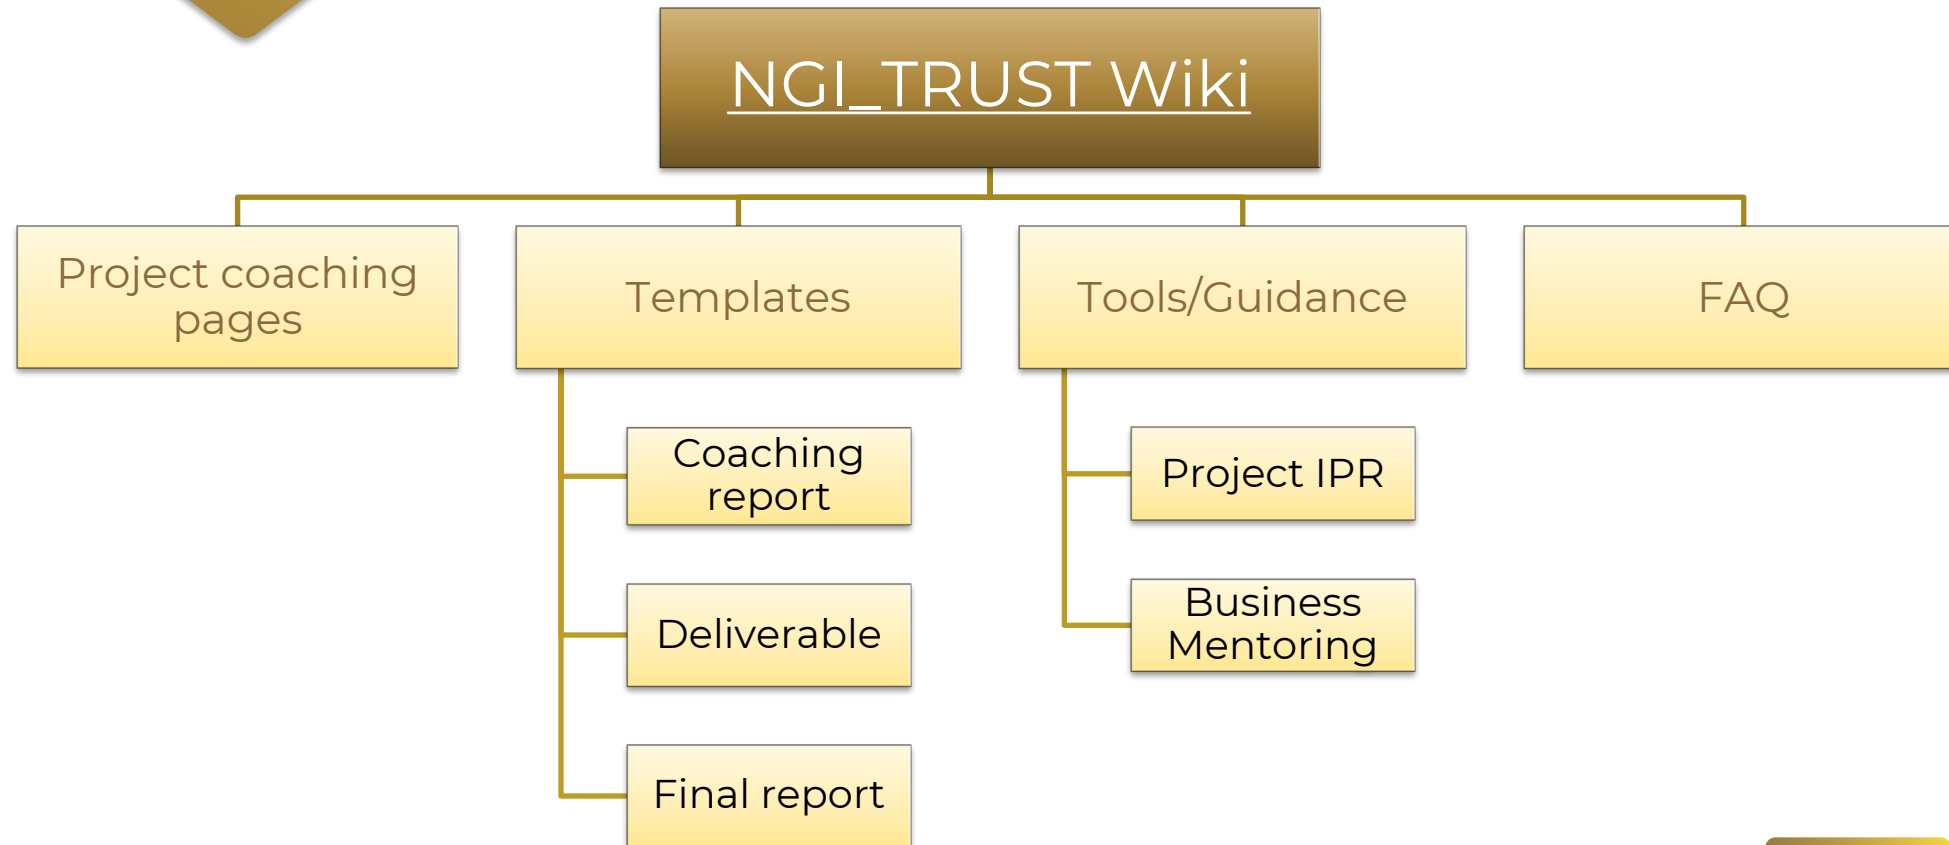 NGI_TRUST Wiki
Project coaching
pages
Templates
Tools/Guidance
FAQ
Coaching
report
Deliverable
Final report
Project IPR
Business
Mentoring